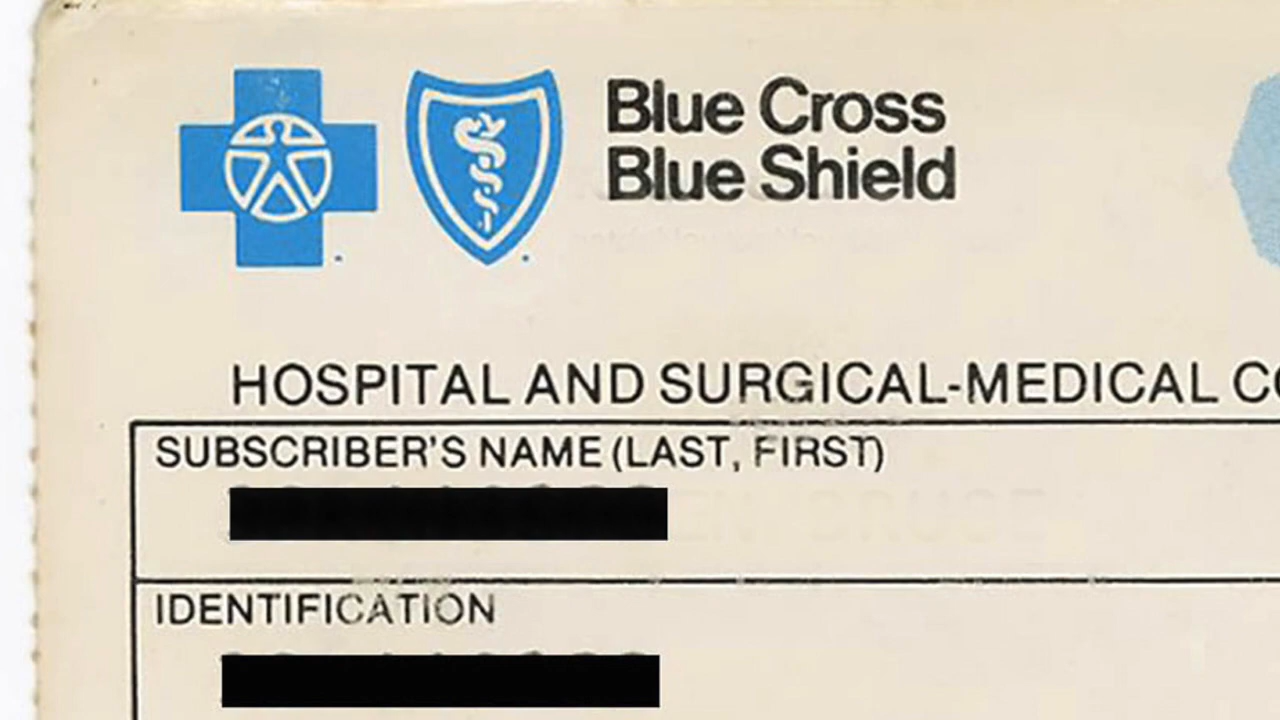 Blue Cross
Blue Shield
HOSPITAL AND SURGICAL-MEDICAL
SUBSCRIBER'S NAME (LAST, FIRST)
IDENTIFICATION